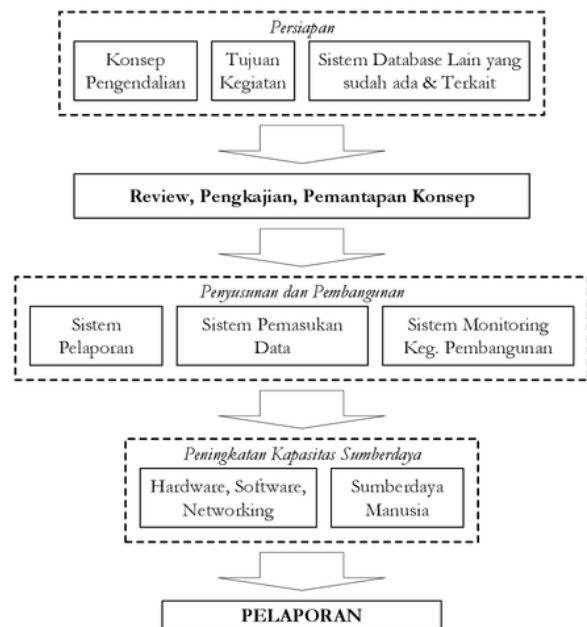 Persiapan
Konsep
Pengendalian
Tujuan
Kegiatan
Sistem Database Lain yang
sudah ada & Terkait
Review, Pengkajian, Pemantapan Konsep
Penyusunan dan Pembangunan
Sistem
Pelaporan
Sistem Pemasukan
Data
Sistem Monitoring
Keg. Pembangunan
Peningkatan Kapasitas Sumberdaya
Hardware, Software,
Networking
Sumberdaya
Manusia
PELAPORAN